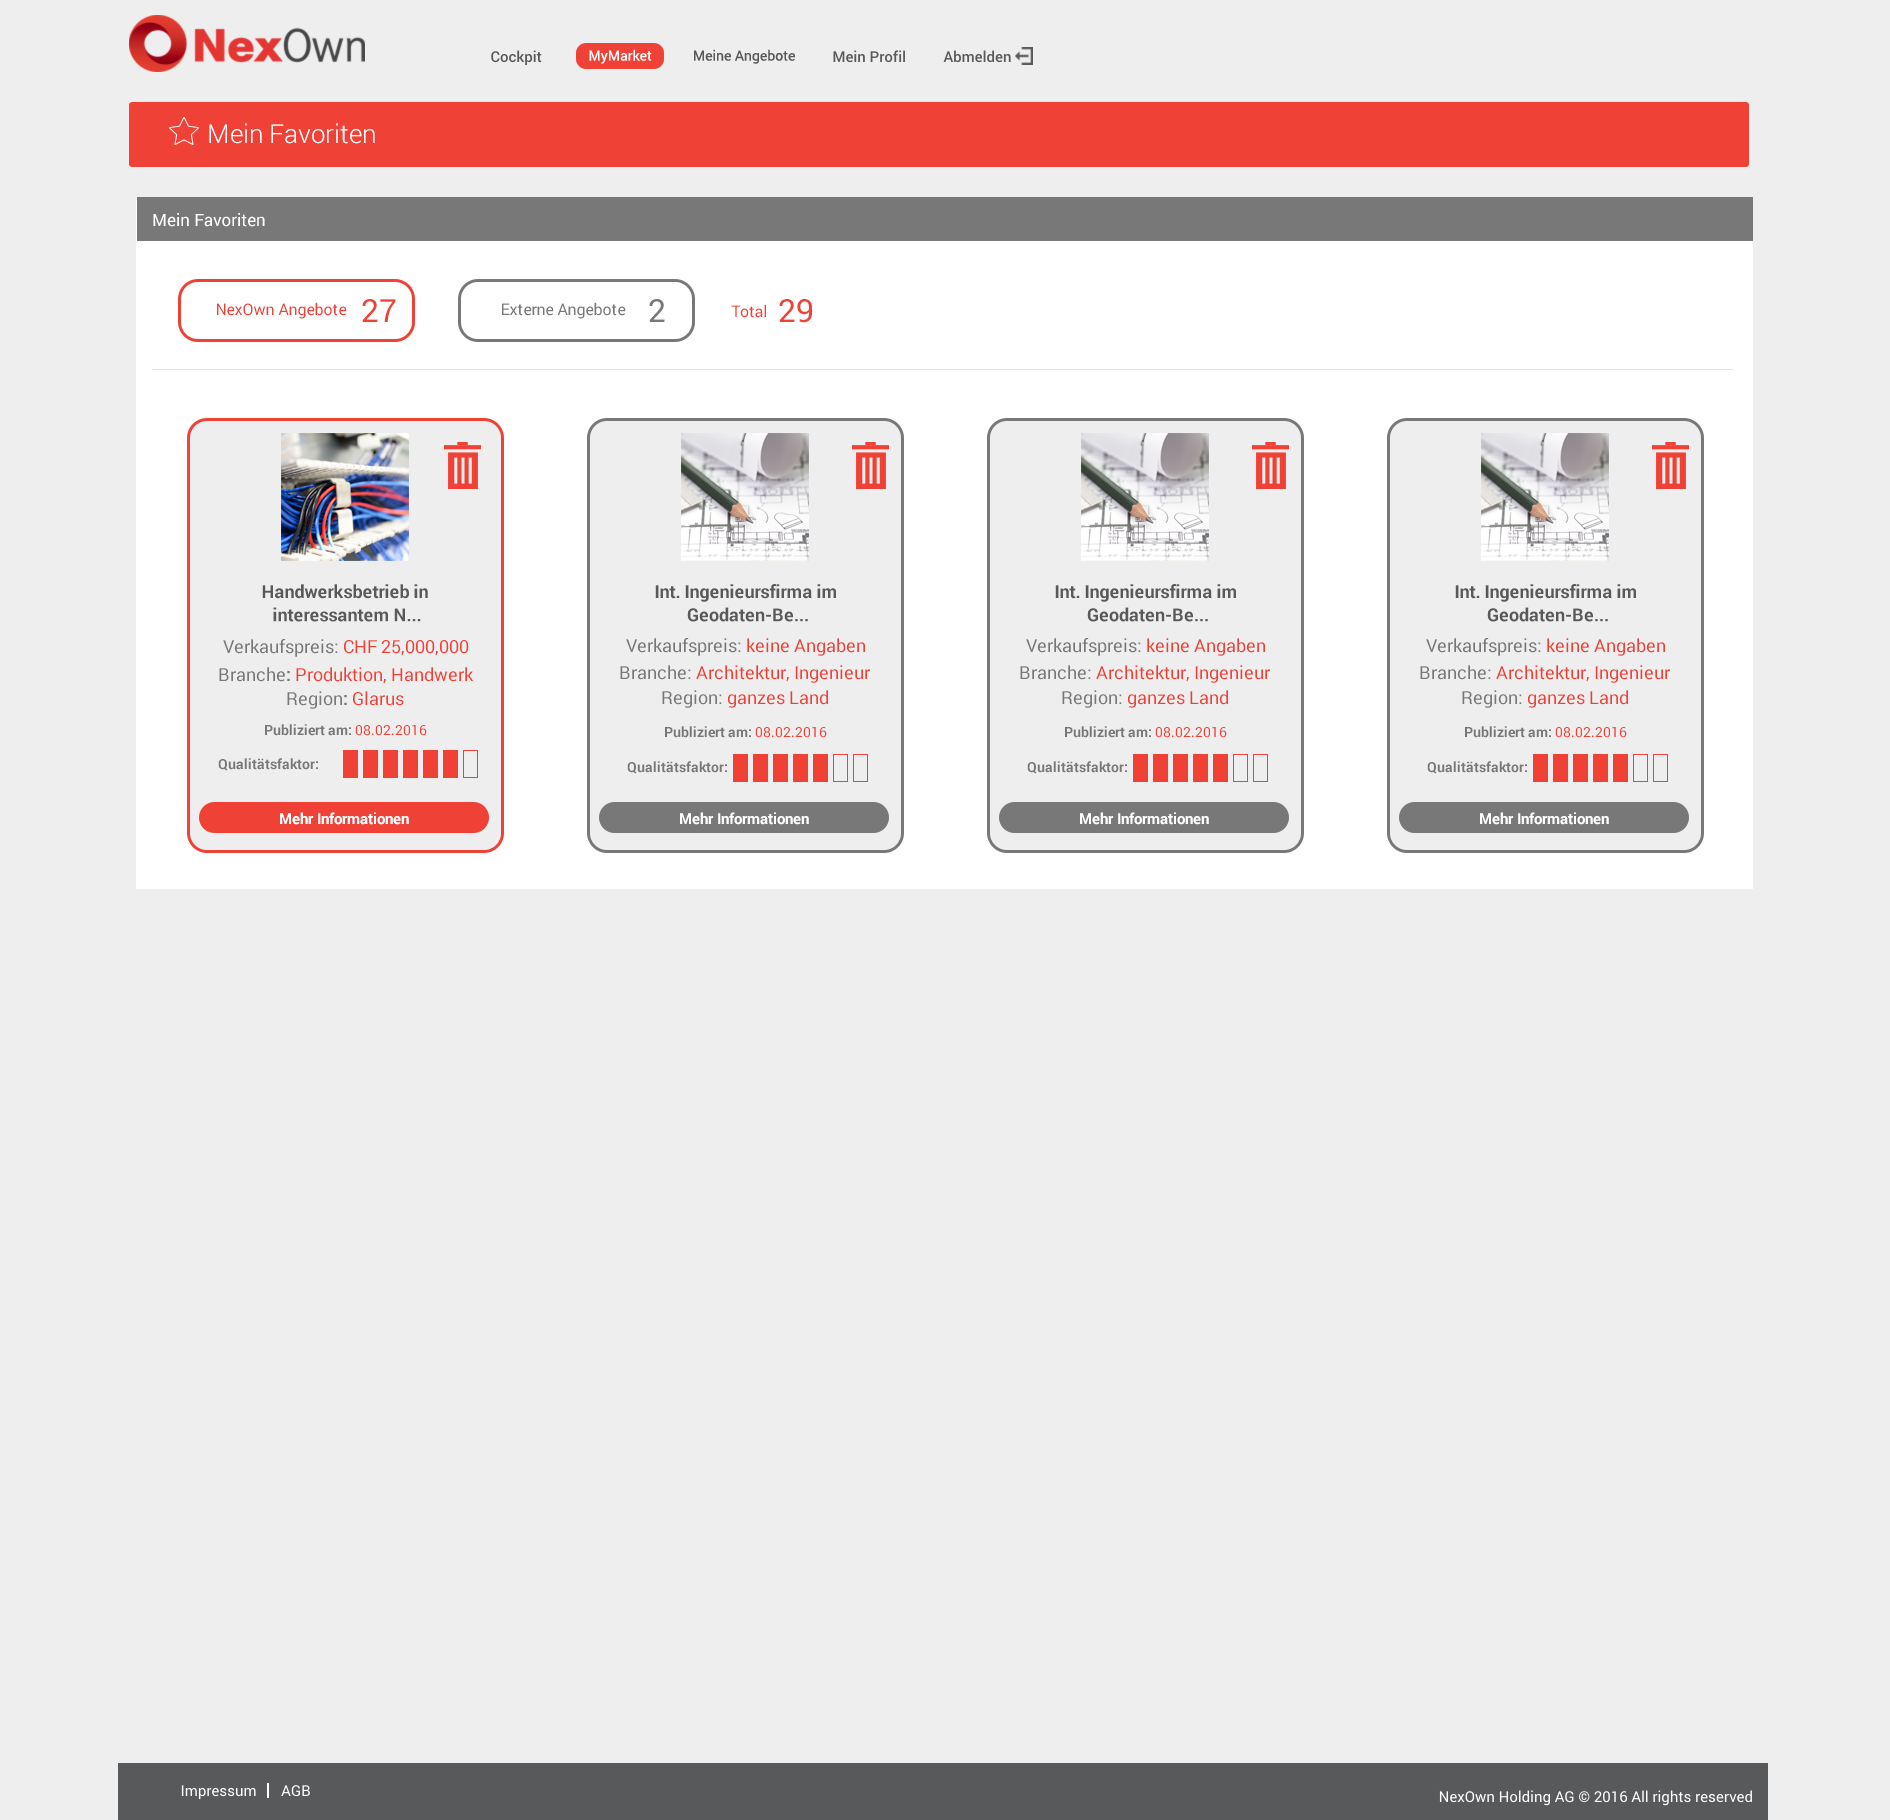 NexOwn
Cockpit MyMarket Meine Angebote Mein Profil Abmelden
Mein Favoriten
Mein Favoriten
NexOwn Angebote 27 Externe Angebote 2 Total 29
Handwerksbetrieb in
interessantem N...
Verkaufspreis: CHF 25,000,000
Branche: Produktion, Handwerk
Region: Glarus
Publiziert am: 08.02.2016
Qualitätsfaktor:
Mehr Informationen
Int. Ingenieursfirma im
Geodaten-Be...
Verkaufspreis: keine Angaben
Branche: Architektur, Ingenieur
Region: ganzes Land
Publiziert am: 08.02.2016
Qualitätsfaktor:
Mehr Informationen
Int. Ingenieursfirma im
Geodaten-Be...
Verkaufspreis: keine Angaben
Branche: Architektur, Ingenieur
Region: ganzes Land
Publiziert am: 08.02.2016
Qualitätsfaktor:
Mehr Informationen
Int. Ingenieursfirma im
Geodaten-Be...
Verkaufspreis: keine Angaben
Branche: Architektur, Ingenieur
Region: ganzes Land
Publiziert am: 08.02.2016
Qualitätsfaktor:
Mehr Informationen
Impressum | AGB
NexOwn Holding AG © 2016 All rights reserved